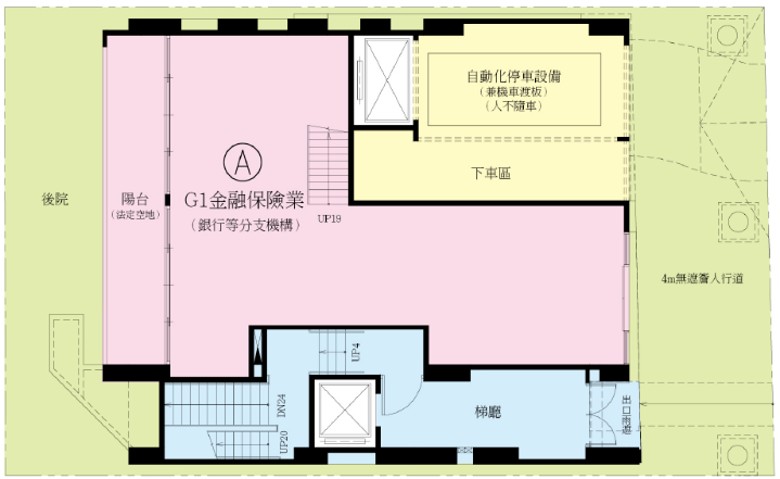 自動化停車設備
(兼機車渡板)
(人不隨車)
下車區
A
後院
陽台
(法定空地)
G1金融保險業
(銀行等分支機構)
UP19
4m無遮簷人行道
UP4
DN24
UP20
梯廳
出口雨遮